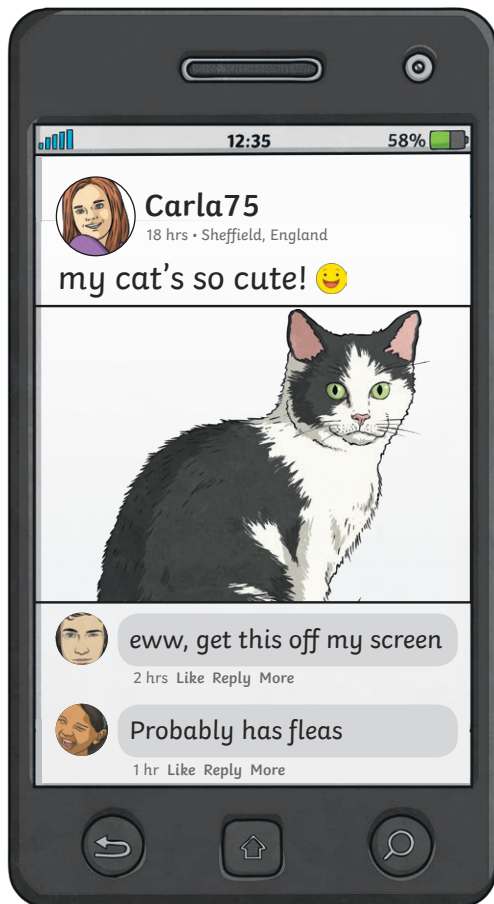 12:35 58%
Carla75
18 hrs • Sheffield, England
my cat's so cute!
eww, get this off my screen
2 hrs Like Reply More
Probably has fleas
1 hr Like Reply More